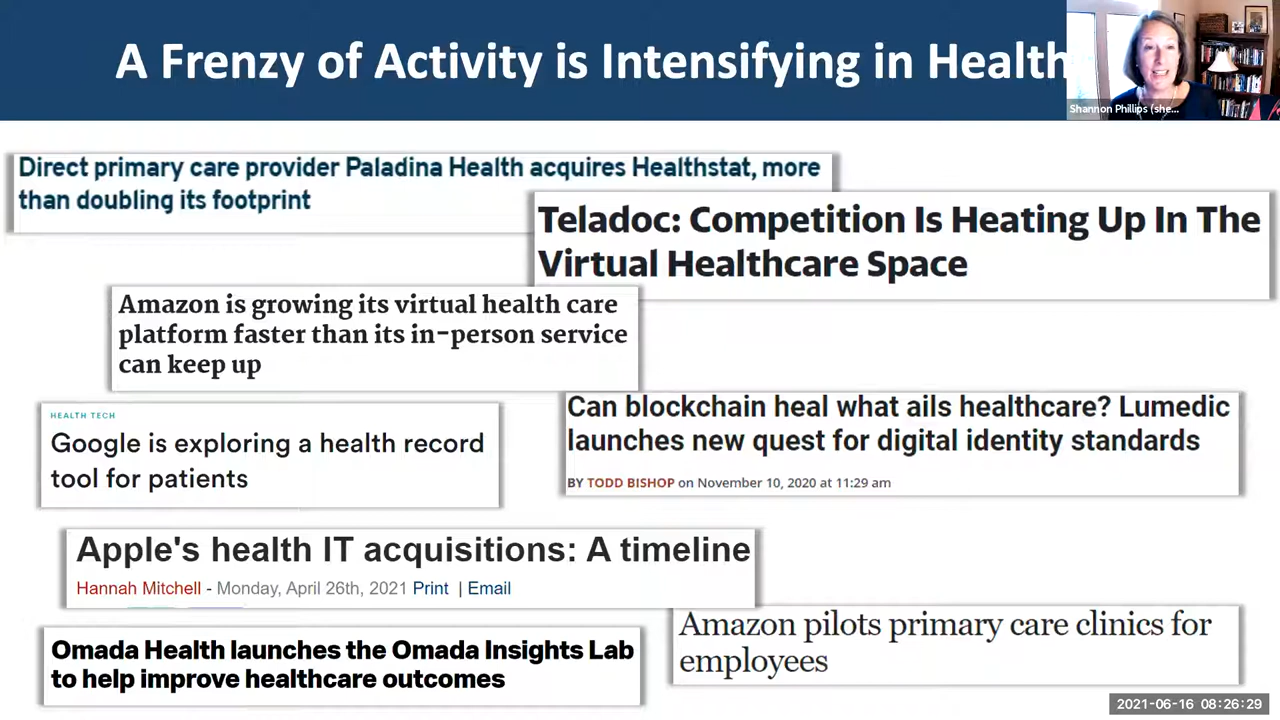 A Frenzy of Activity is Intensifying in Health
Shannon Phillips (she...
Direct primary care provider Paladina Health acquires Healthstat, more
than doubling its footprint
Teladoc: Competition Is Heating Up In The
Virtual Healthcare Space
Amazon is growing its virtual health care
platform faster than its in-person service
can keep up
HEALTH TECH
Google is exploring a health record
tool for patients
Can blockchain heal what ails healthcare? Lumedic
launches new quest for digital identity standards
BY TODD BISHOP on November 10, 2020 at 11:29 am
Apple's health IT acquisitions: A timeline
Hannah Mitchell - Monday, April 26th, 2021 Print | Email
Amazon pilots primary care clinics for
employees
Omada Health launches the Omada Insights Lab
to help improve healthcare outcomes
2021-06-16 08:26:29